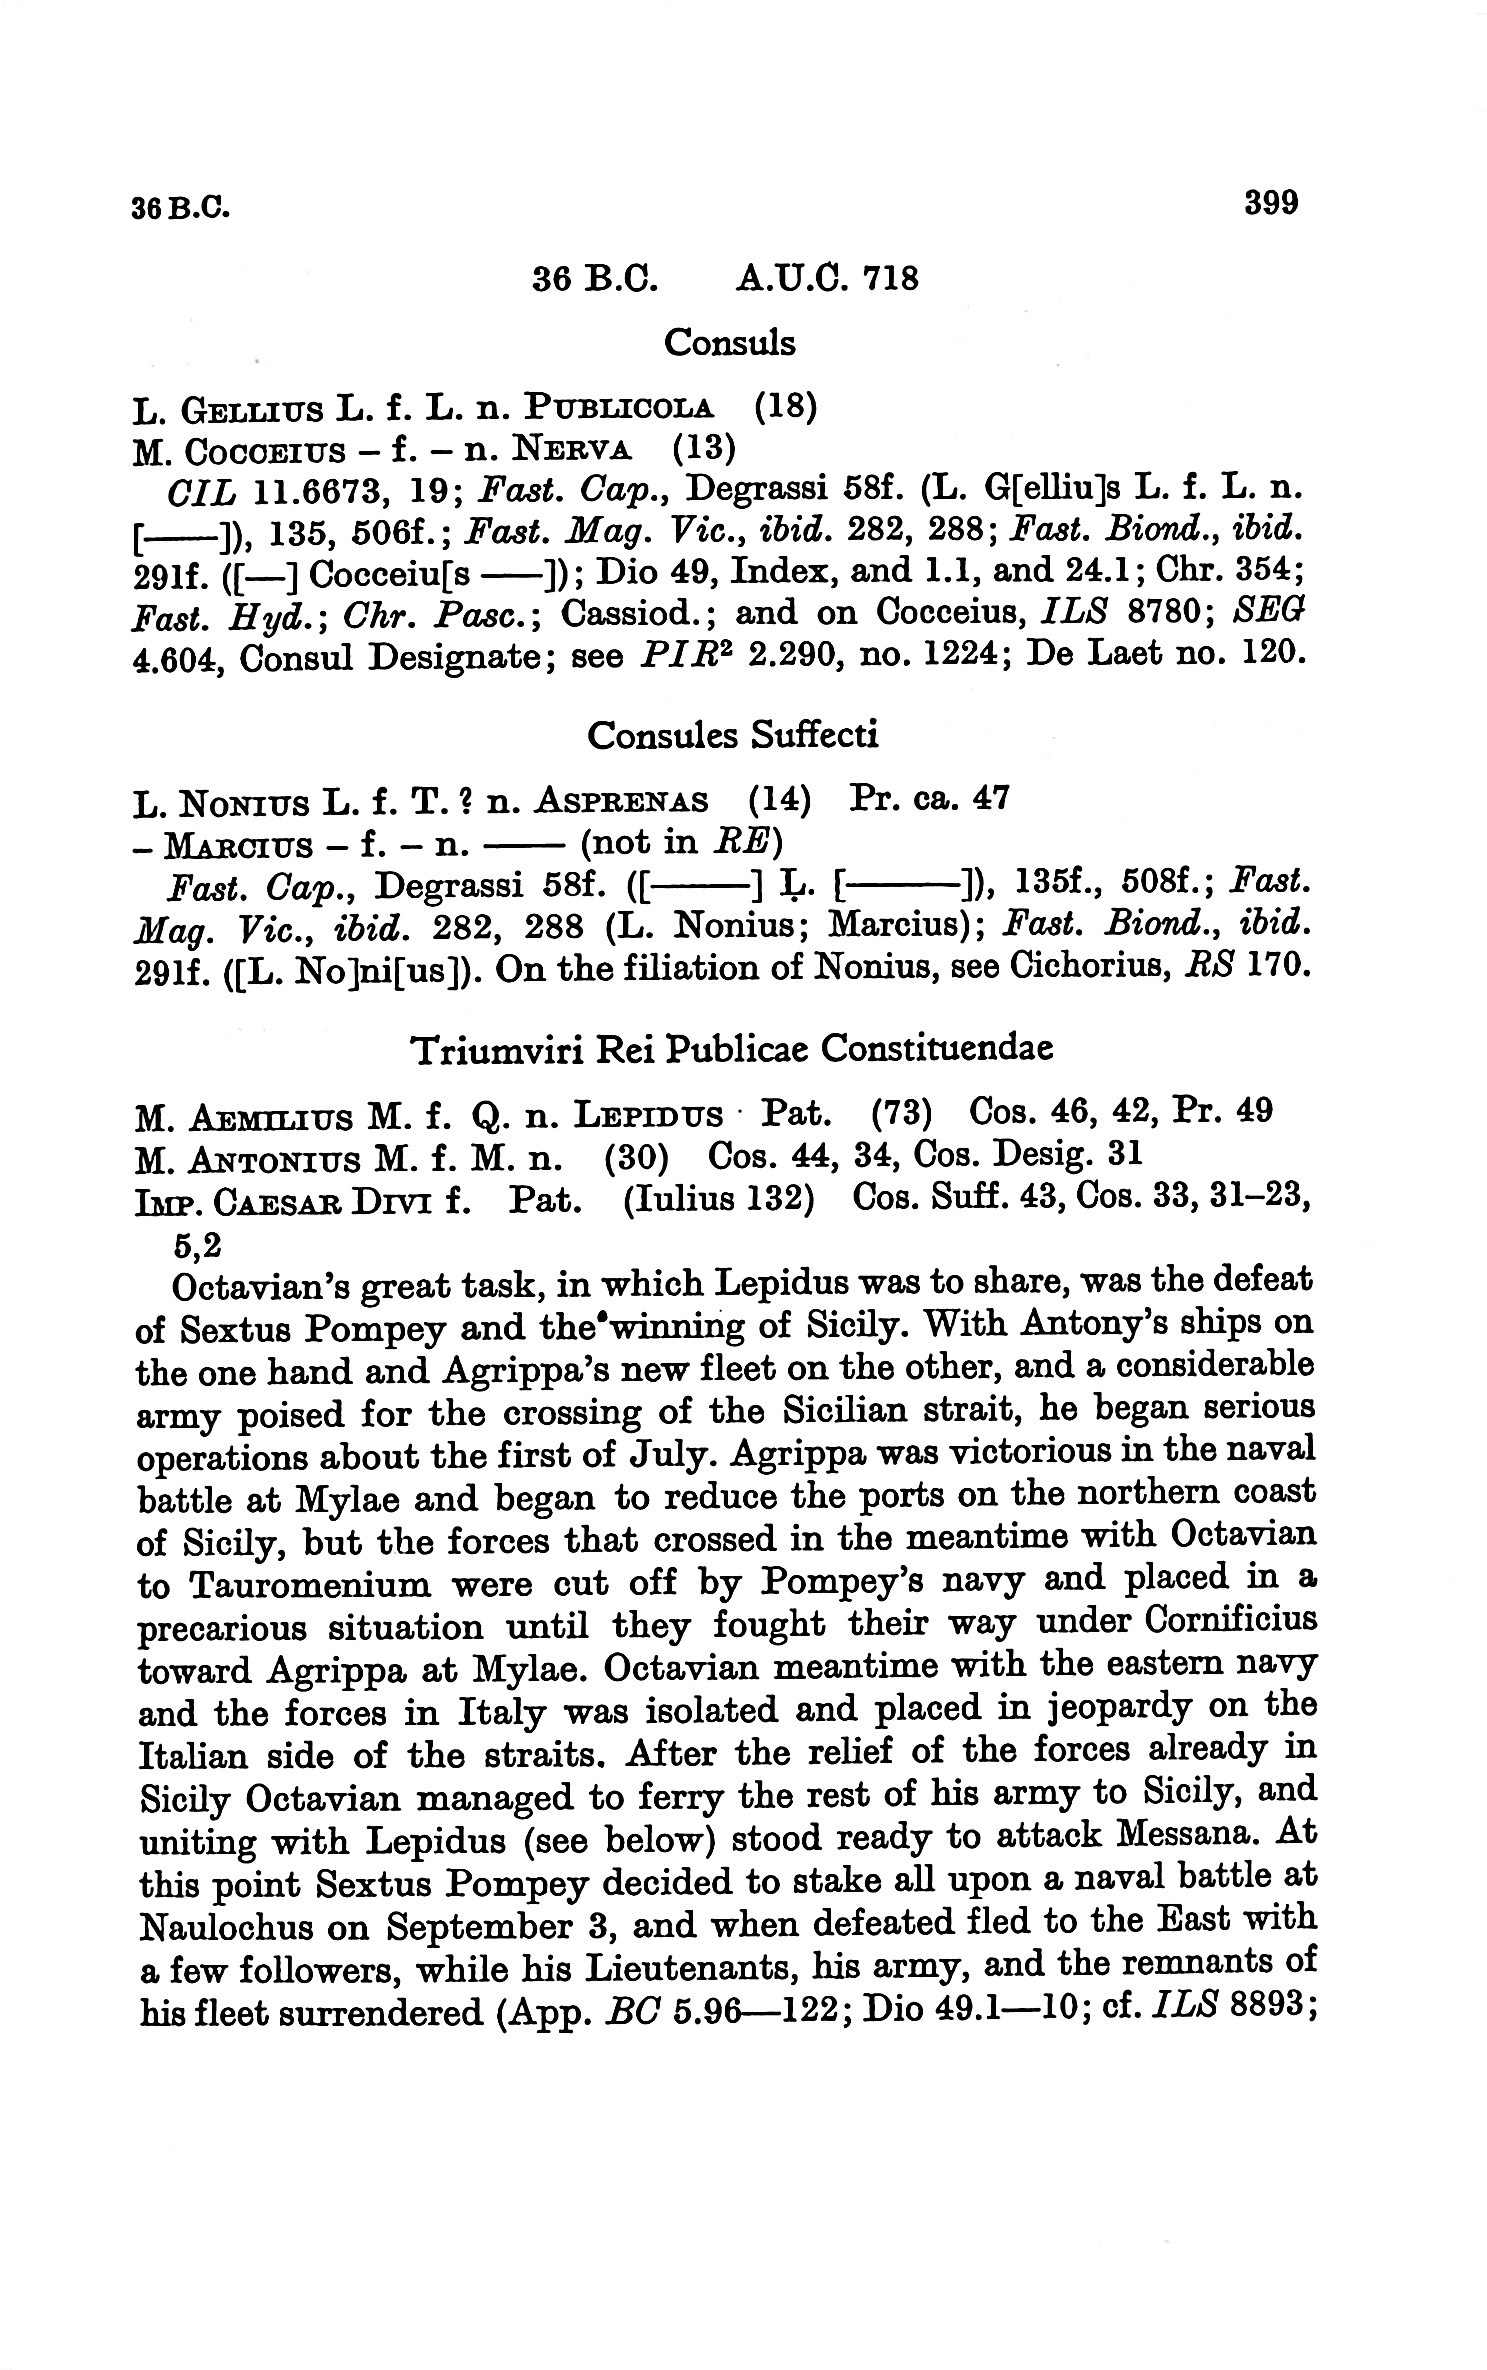 36 B.C. 399
36 B.C. A.U.C. 718
Consuls
L. GELLIUS L. f. L. n. PUBLICOLA (18)
M. COCCEIUS – f. – n. NERVA (13)
CIL 11.6673, 19; Fast. Cap., Degrassi 58f. (L. G[elliu]s L. f. L. n.
[——]), 135, 506f.; Fast. Mag. Vic., ibid. 282, 288; Fast. Biond., ibid.
291f. ([—] Cocceiu[s ——]); Dio 49, Index, and 1.1, and 24.1; Chr. 354;
Fast. Hyd.; Chr. Pasc.; Cassiod.; and on Cocceius, ILS 8780; SEG
4.604, Consul Designate; see PIR² 2.290, no. 1224; De Laet no. 120.
Consules Suffecti
L. NONIUS L. f. T. ? n. ASPRENAS (14) Pr. ca. 47
– MARCIUS – f. – n. —— (not in RE)
Fast. Cap., Degrassi 58f. ([———] Ḷ. [———]), 135f., 508f.; Fast.
Mag. Vic., ibid. 282, 288 (L. Nonius; Marcius); Fast. Biond., ibid.
291f. ([L. No]ni[us]). On the filiation of Nonius, see Cichorius, RS 170.
Triumviri Rei Publicae Constituendae
M. AEMILIUS M. f. Q. n. LEPIDUS · Pat. (73) Cos. 46, 42, Pr. 49
M. ANTONIUS M. f. M. n. (30) Cos. 44, 34, Cos. Desig. 31
IMP. CAESAR DIVI f. Pat. (Iulius 132) Cos. Suff. 43, Cos. 33, 31–23,
5,2
Octavian's great task, in which Lepidus was to share, was the defeat
of Sextus Pompey and the winning of Sicily. With Antony's ships on
the one hand and Agrippa's new fleet on the other, and a considerable
army poised for the crossing of the Sicilian strait, he began serious
operations about the first of July. Agrippa was victorious in the naval
battle at Mylae and began to reduce the ports on the northern coast
of Sicily, but the forces that crossed in the meantime with Octavian
to Tauromenium were cut off by Pompey's navy and placed in a
precarious situation until they fought their way under Cornificius
toward Agrippa at Mylae. Octavian meantime with the eastern navy
and the forces in Italy was isolated and placed in jeopardy on the
Italian side of the straits. After the relief of the forces already in
Sicily Octavian managed to ferry the rest of his army to Sicily, and
uniting with Lepidus (see below) stood ready to attack Messana. At
this point Sextus Pompey decided to stake all upon a naval battle at
Naulochus on September 3, and when defeated fled to the East with
a few followers, while his Lieutenants, his army, and the remnants of
his fleet surrendered (App. BC 5.96—122; Dio 49.1—10; cf. ILS 8893;